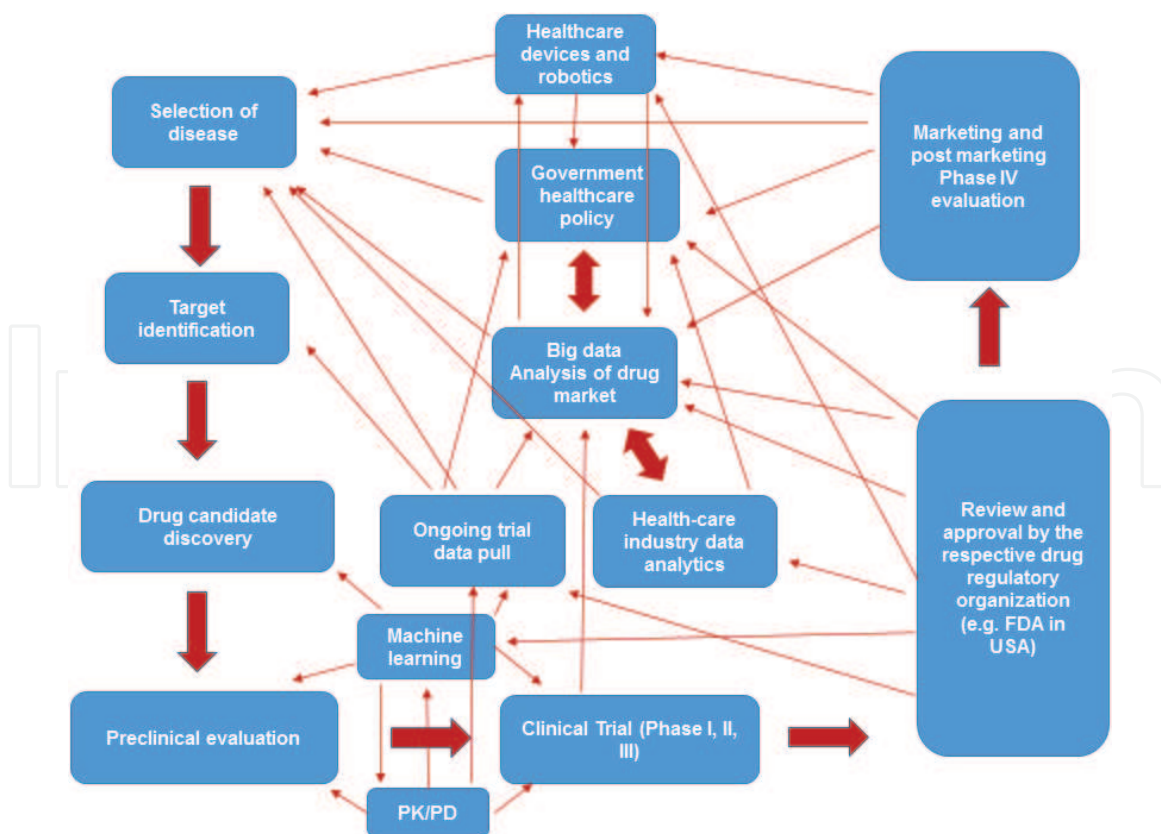 Healthcare
devices and
robotics
Selection of
disease
Marketing and
post marketing
Phase IV
evaluation
Government
healthcare
policy
Target
identification
Big data
Analysis of drug
market
Drug candidate
discovery
Ongoing trial
data pull
Health-care
industry data
analytics
Review and
approval by the
respective drug
regulatory
organization
(e.g. FDA in
USA)
Machine
learning
Preclinical evaluation
Clinical Trial (Phase I, II,
III)
PK/PD